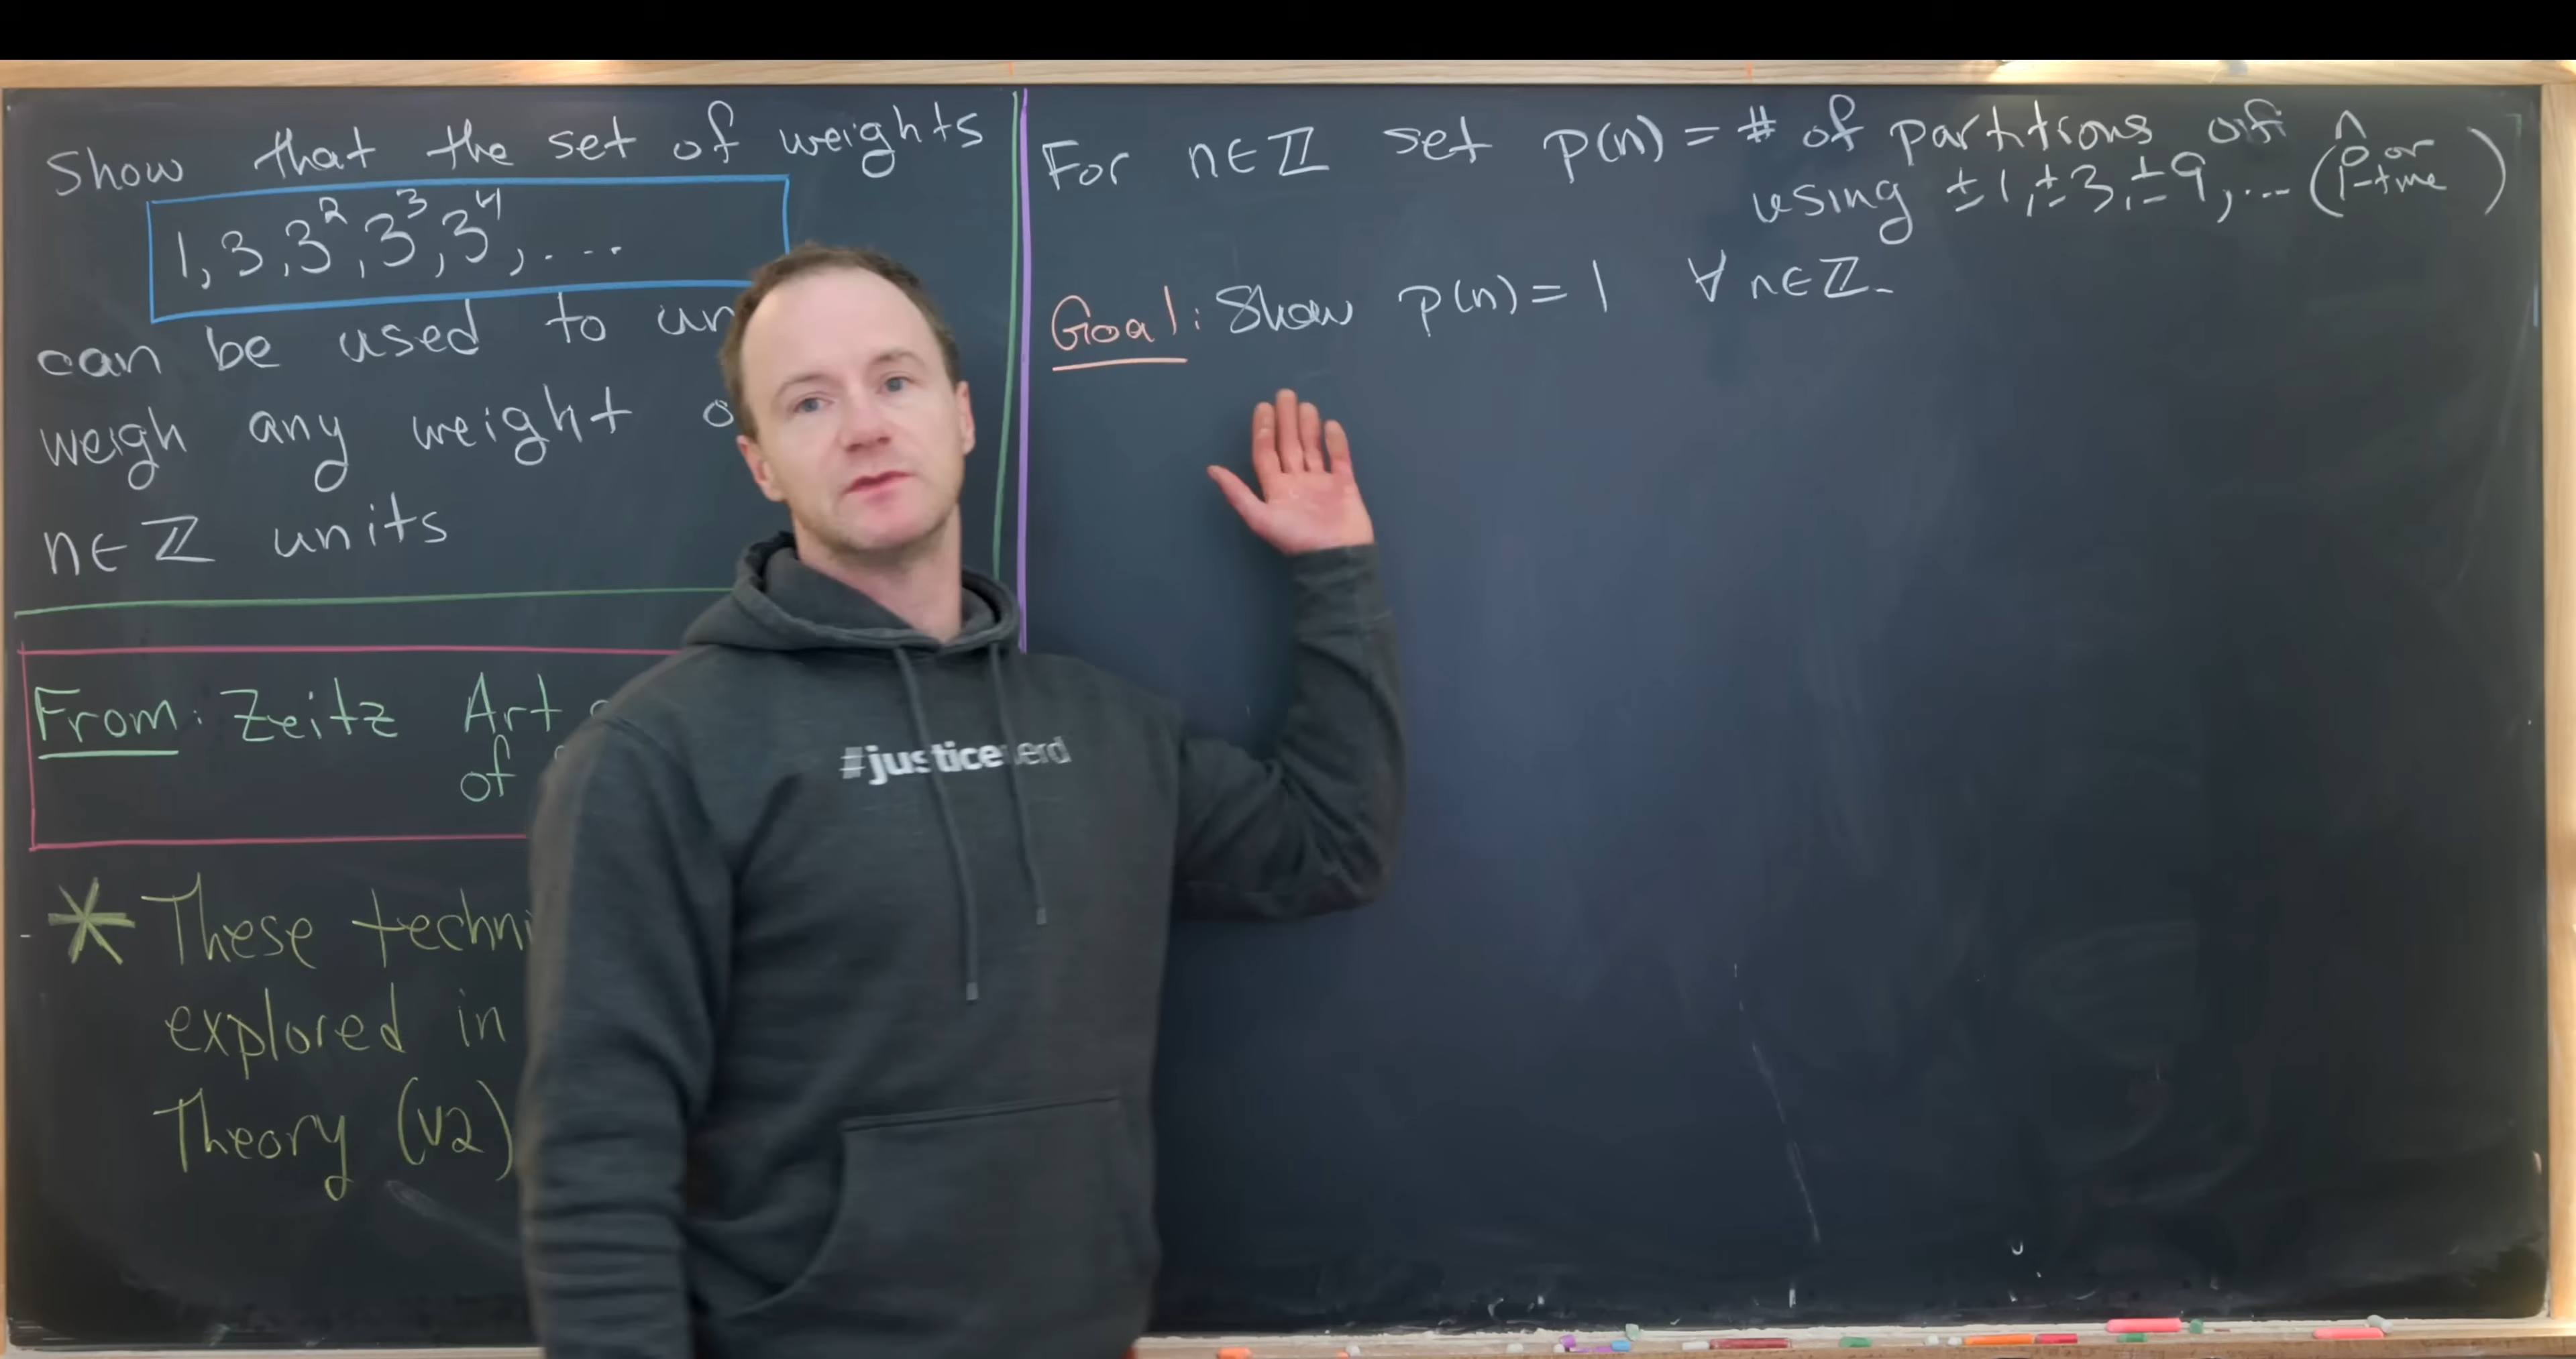 Show that the set of weights
1, 3, 3², 3³, 3⁴, ....
can be used to
weigh any weight
n∈ℤ units
From: Zeitz Art
of
* These
explored in
Theory (V2)
For n∈ℤ set p(n) = # of partitions of n
using ±1, ±3, ±9, ... (0 or 1-time)
Goal: Show p(n) = 1 ∀ n∈ℤ.
#justice